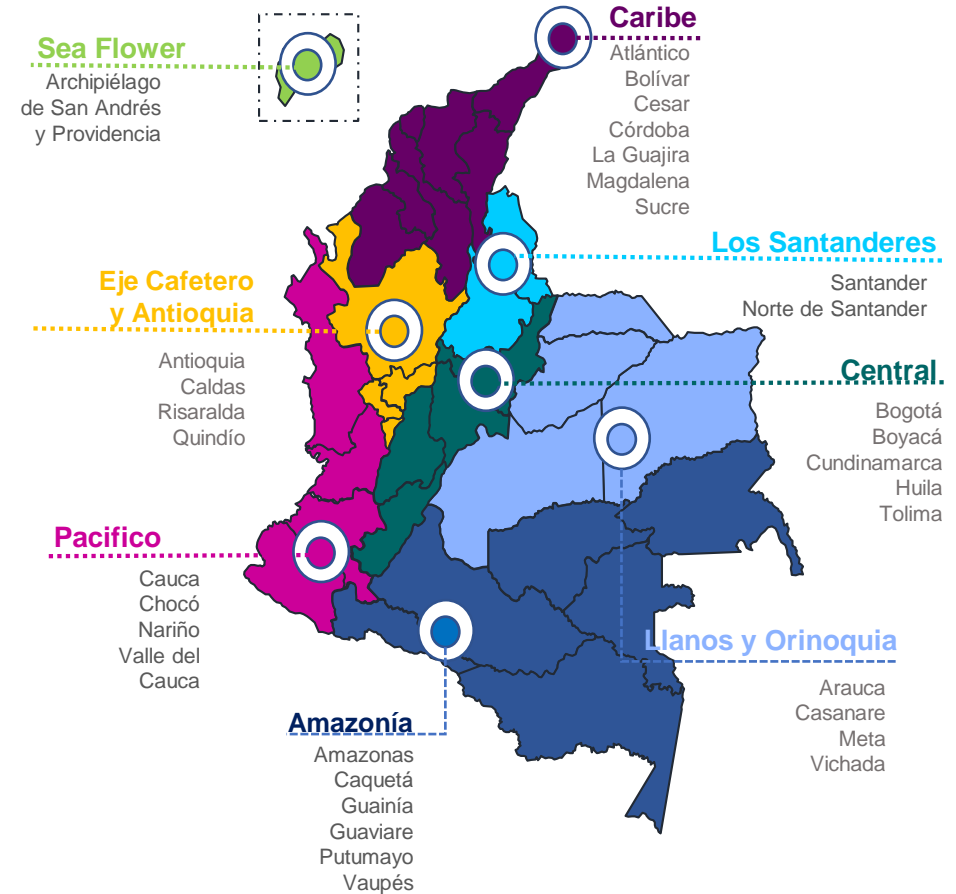 Sea Flower
Archipiélago
de San Andrés
y Providencia
Caribe
Atlántico
Bolívar
Cesar
Córdoba
La Guajira
Magdalena
Sucre
Los Santanderes
Santander
Norte de Santander
Eje Cafetero
y Antioquia
Antioquia
Caldas
Risaralda
Quindío
Central
Bogotá
Boyacá
Cundinamarca
Huila
Tolima
Pacifico
Cauca
Chocó
Nariño
Valle del
Cauca
Llanos y Orinoquia
Arauca
Casanare
Meta
Vichada
Amazonía
Amazonas
Caquetá
Guainía
Guaviare
Putumayo
Vaupés